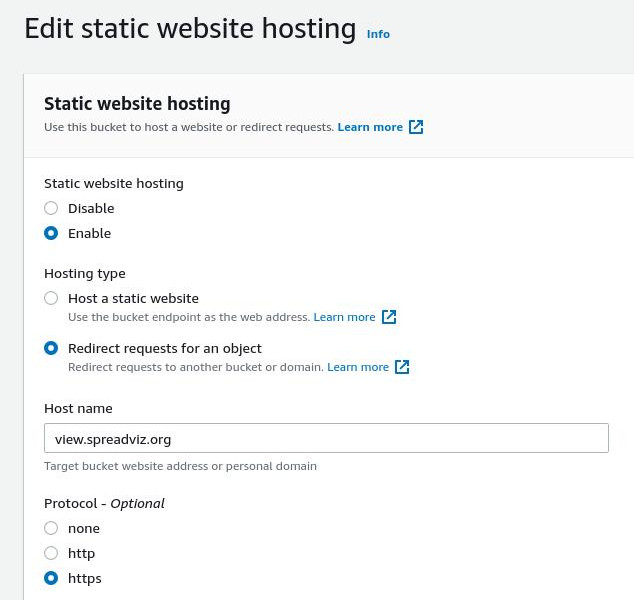 Edit static website hosting Info
Static website hosting
Use this bucket to host a website or redirect requests. Learn more
Static website hosting
Disable
Enable
Hosting type
Host a static website
Use the bucket endpoint as the web address. Learn more
Redirect requests for an object
Redirect requests to another bucket or domain. Learn more
Host name
view.spreadviz.org
Target bucket website address or personal domain
Protocol - Optional
none
http
https